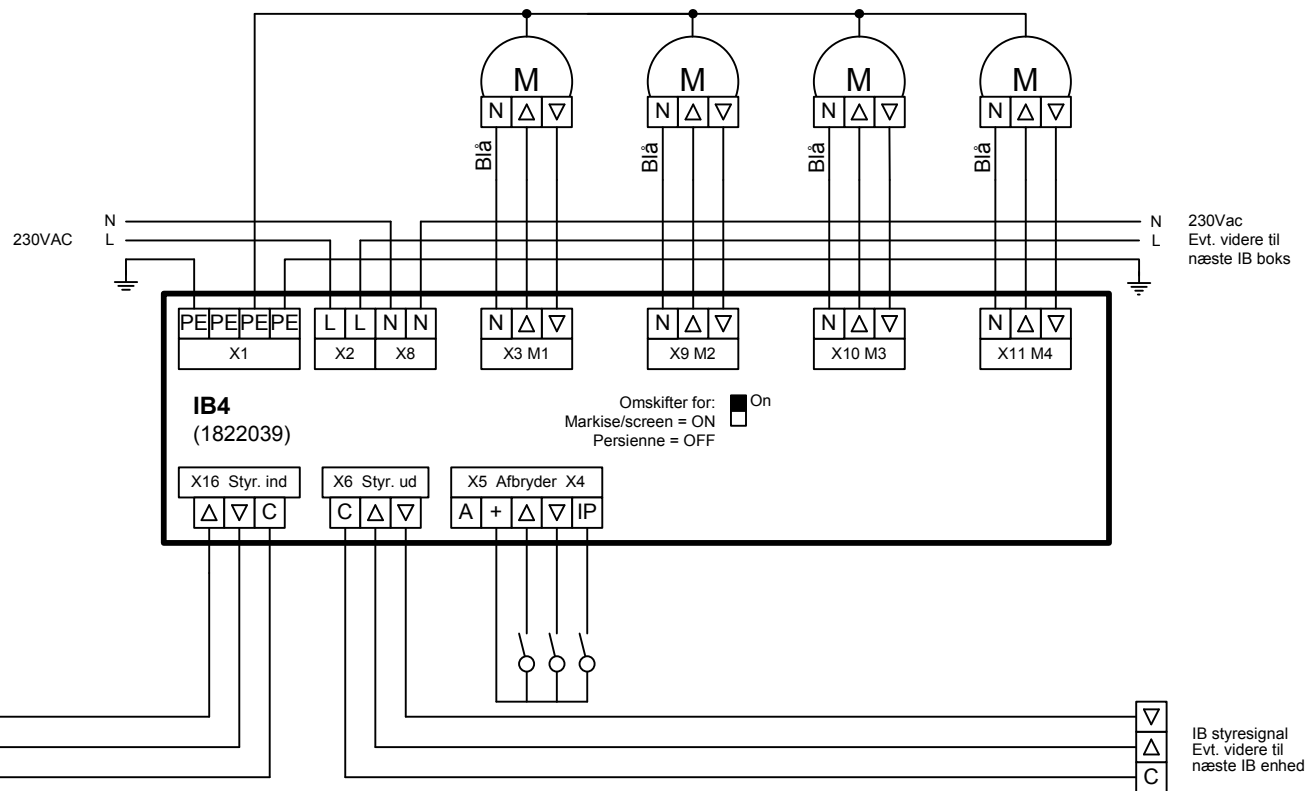 M M M M
N △ ▽ N △ ▽ N △ ▽ N △ ▽
Blå Blå Blå Blå
N
230VAC L
N 230Vac
L Evt. videre til
næste IB boks
PE PE PE PE L L N N N △ ▽ N △ ▽ N △ ▽ N △ ▽
X1 X2 X8 X3 M1 X9 M2 X10 M3 X11 M4
IB4
(1822039)
Omskifter for: On
Markise/screen = ON
Persienne = OFF
X16 Styr. ind X6 Styr. ud X5 Afbryder X4
△ ▽ C C △ ▽ A + △ ▽ IP
▽
△
C
IB styresignal
Evt. videre til
næste IB enhed